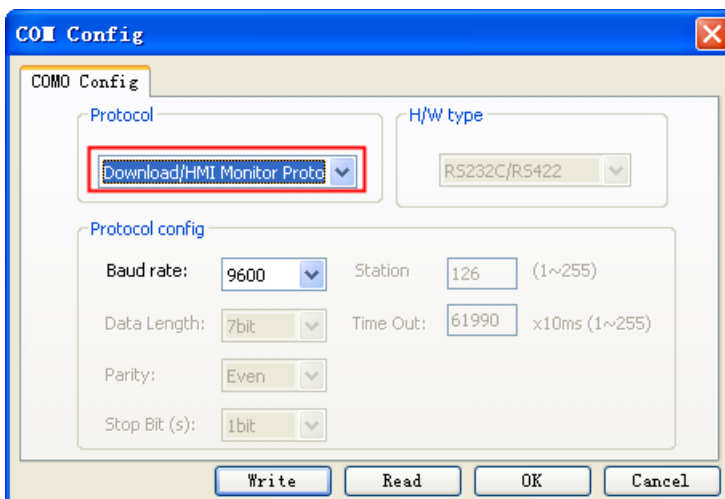 COM Config
COM0 Config
Protocol
H/W type
Download/HMI Monitor Proto
RS232C/RS422
Protocol config
Baud rate: 9600 Station 126 (1~255)
Data Length: 7bit Time Out: 61990 x10ms (1~255)
Parity: Even
Stop Bit (s): 1bit
Write Read OK Cancel